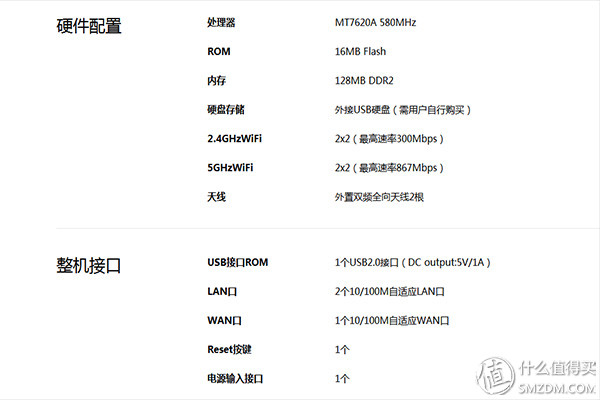 硬件配置
处理器 MT7620A 580MHz
ROM 16MB Flash
内存 128MB DDR2
硬盘存储 外接USB硬盘（需用户自行购买）
2.4GHzWiFi 2x2（最高速率300Mbps）
5GHzWiFi 2x2（最高速率867Mbps）
天线 外置双频全向天线2根
整机接口
USB接口ROM 1个USB2.0接口（DC output:5V/1A）
LAN口 2个10/100M自适应LAN口
WAN口 1个10/100M自适应WAN口
Reset按键 1个
电源输入接口 1个
值 什么值得买
SMZDM.COM